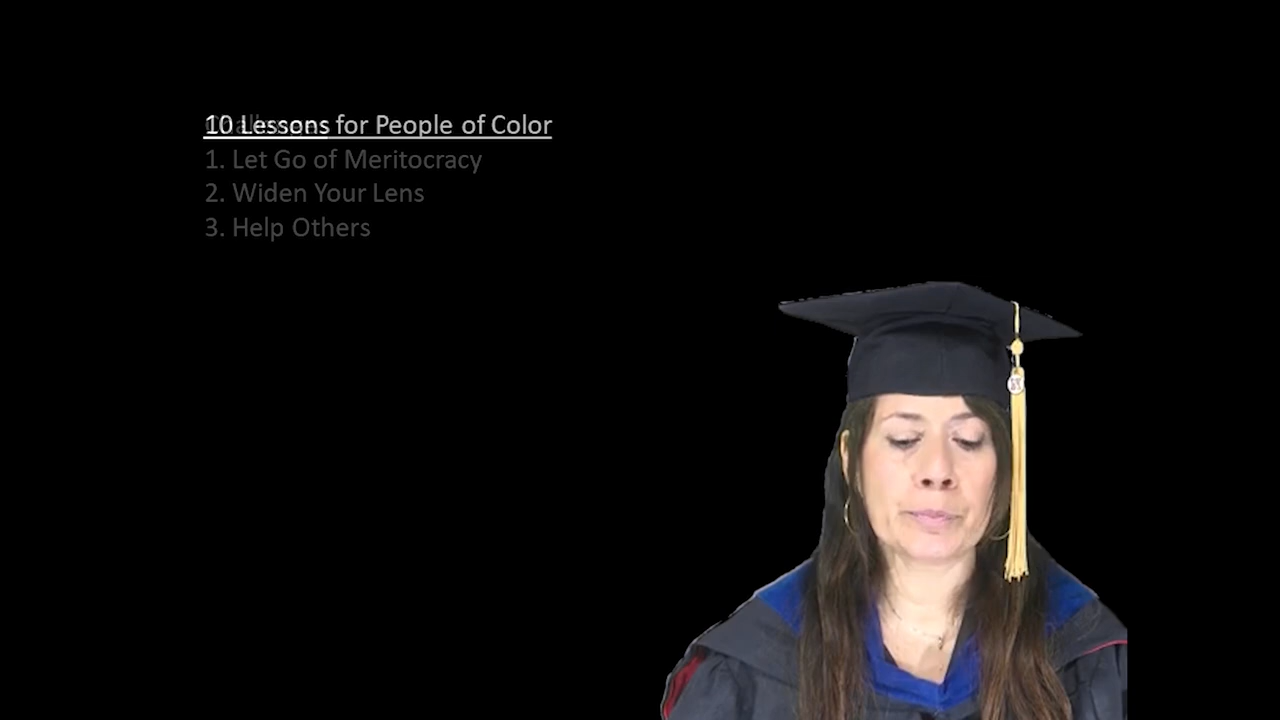 10 Lessons for People of Color
1. Let Go of Meritocracy
2. Widen Your Lens
3. Help Others